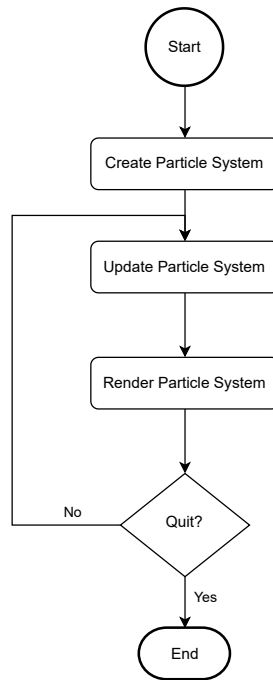 Start
Create Particle System
Update Particle System
Render Particle System
Quit?
No
Yes
End